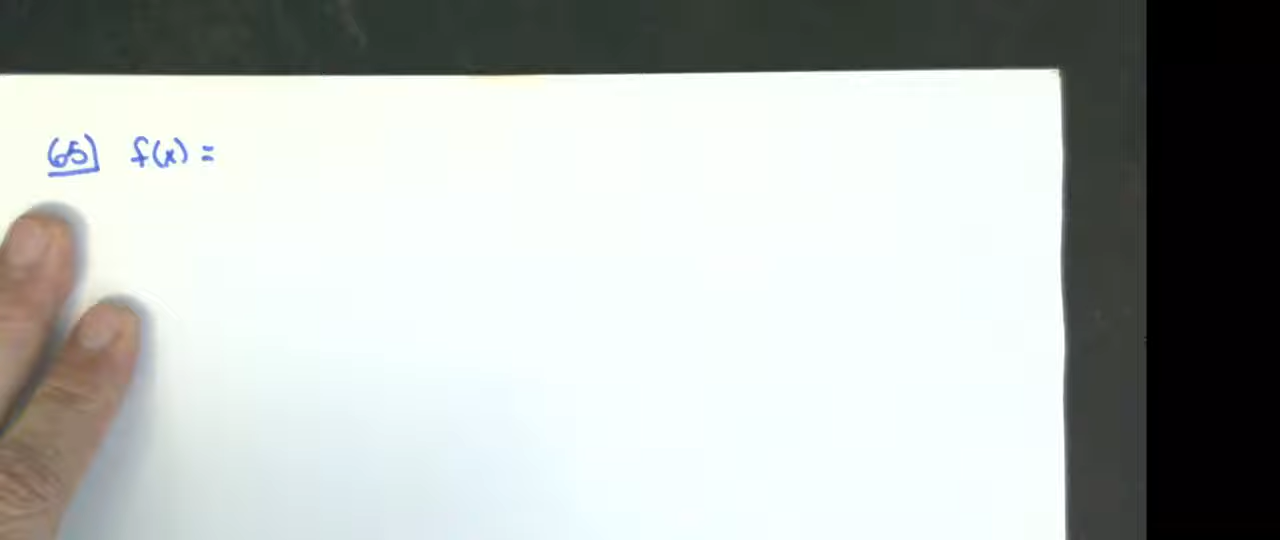 65] f(x) =